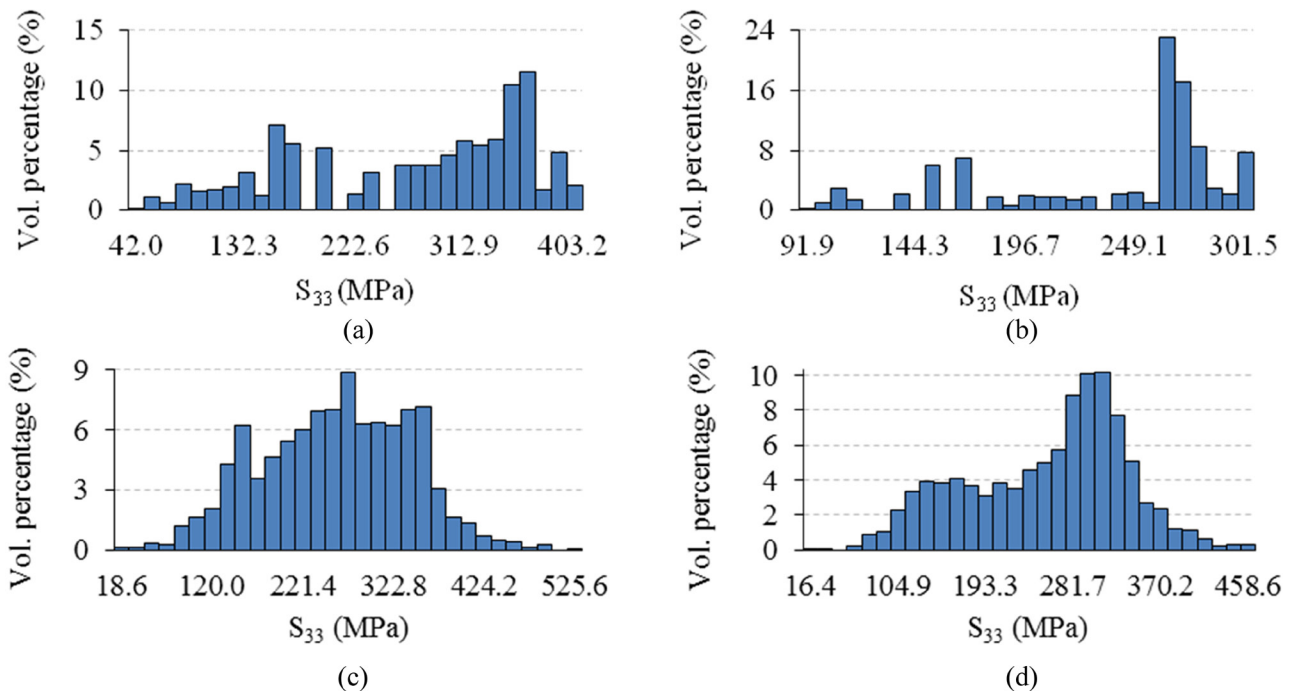 Vol. percentage (%)
15
10
5
0
42.0 132.3 222.6 312.9 403.2
S33 (MPa)
(a)
Vol. percentage (%)
24
16
8
0
91.9 144.3 196.7 249.1 301.5
S33 (MPa)
(b)
Vol. percentage (%)
9
6
3
0
18.6 120.0 221.4 322.8 424.2 525.6
S33 (MPa)
(c)
Vol. percentage (%)
10
8
6
4
2
0
16.4 104.9 193.3 281.7 370.2 458.6
S33 (MPa)
(d)